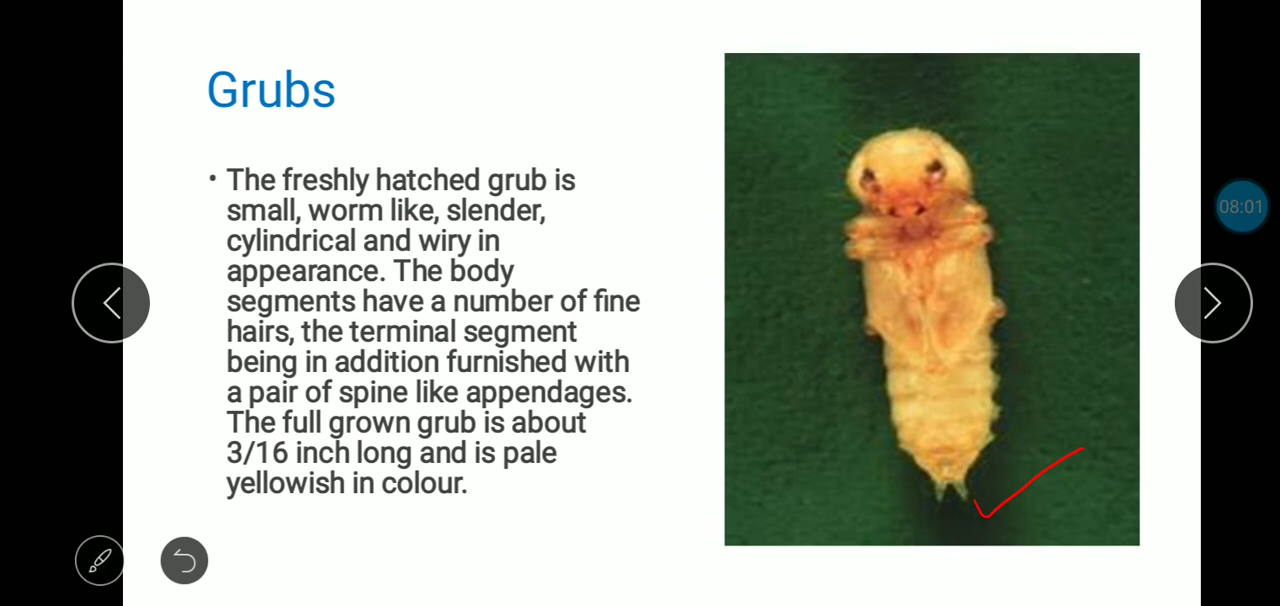 Grubs
• The freshly hatched grub is
small, worm like, slender,
cylindrical and wiry in
appearance. The body
segments have a number of fine
hairs, the terminal segment
being in addition furnished with
a pair of spine like appendages.
The full grown grub is about
3/16 inch long and is pale
yellowish in colour.
08:01